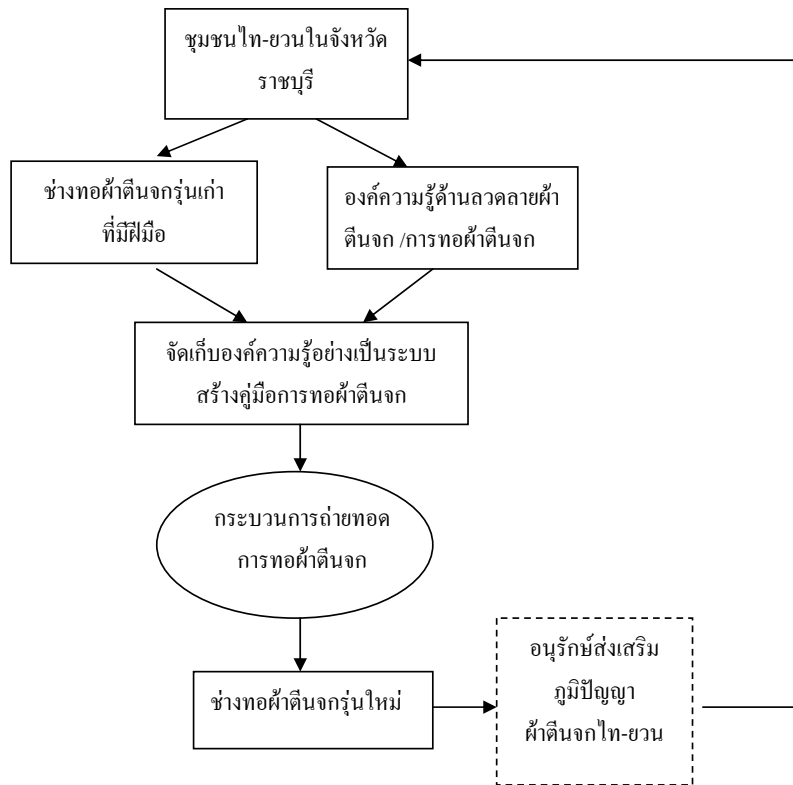 ชุมชนไท-ยวนในจังหวัด
ราชบุรี
ช่างทอผ้าตีนจกรุ่นเก่า
ที่มีฝีมือ
องค์ความรู้ด้านลวดลายผ้า
ตีนจก /การทอผ้าตีนจก
จัดเก็บองค์ความรู้อย่างเป็นระบบ
สร้างคู่มือการทอผ้าตีนจก
กระบวนการถ่ายทอด
การทอผ้าตีนจก
ช่างทอผ้าตีนจกรุ่นใหม่
อนุรักษ์ส่งเสริม
ภูมิปัญญา
ผ้าตีนจกไท-ยวน